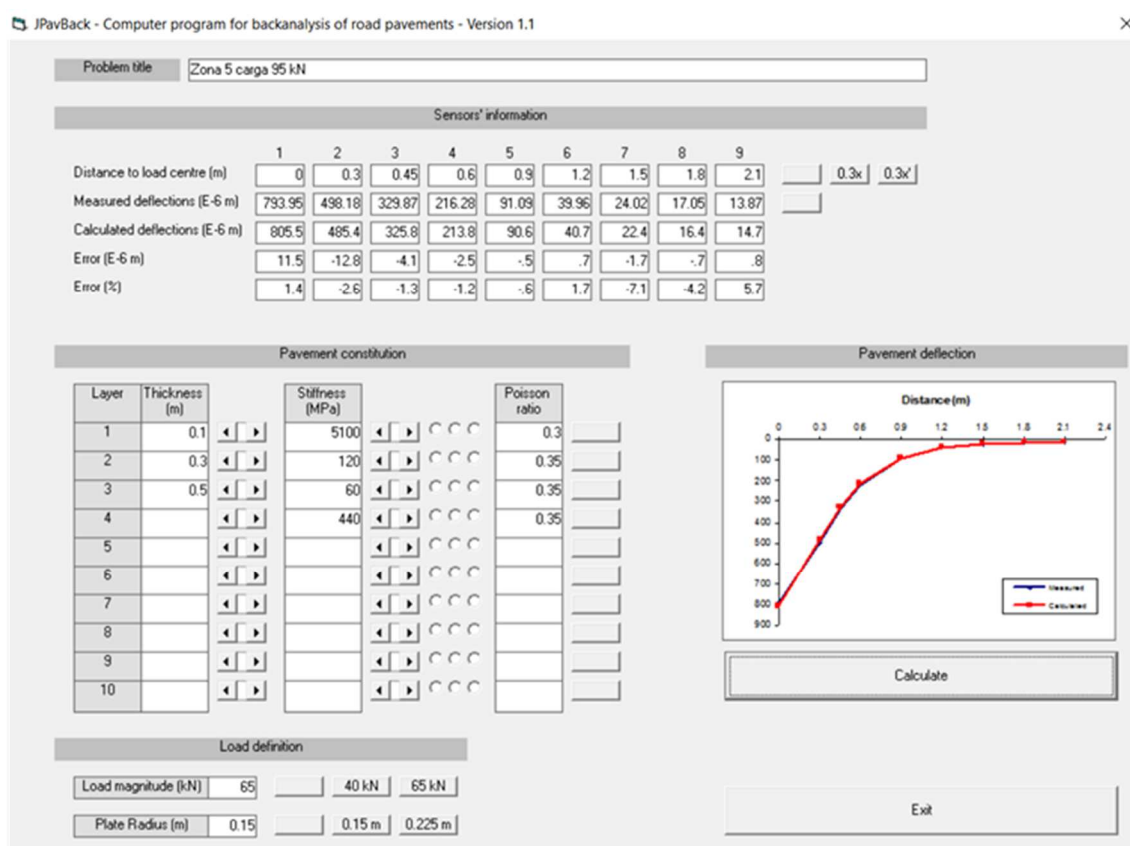 JPavBack - Computer program for backanalysis of road pavements - Version 1.1
Problem title Zona 5 carga 95 kN
Sensors' information
1 2 3 4 5 6 7 8 9
Distance to load centre (m) 0 0.3 0.45 0.6 0.9 1.2 1.5 1.8 2.1 0.3x 0.3x'
Measured deflections (E-6 m) 793.95 498.18 329.87 216.28 91.09 39.96 24.02 17.05 13.87
Calculated deflections (E-6 m) 805.5 485.4 325.8 213.8 90.6 40.7 22.4 16.4 14.7
Error (E-6 m) 11.5 -12.8 -4.1 -2.5 -.5 .7 -1.7 -.7 .8
Error (%) 1.4 -2.6 -1.3 -1.2 -.6 1.7 -7.1 -4.2 5.7
Pavement constitution
Layer Thickness (m) Stiffness (MPa) Poisson ratio
1 0.1 5100 0.3
2 0.3 120 0.35
3 0.5 60 0.35
4 440 0.35
5
6
7
8
9
10
Pavement deflection
Distance (m)
0 0.3 0.6 0.9 1.2 1.5 1.8 2.1 2.4
0
100
200
300
400
500
600
700
800
900
Measured
Calculated
Calculate
Load definition
Load magnitude (kN) 65 40 kN 65 kN
Plate Radius (m) 0.15 0.15 m 0.225 m
Exit